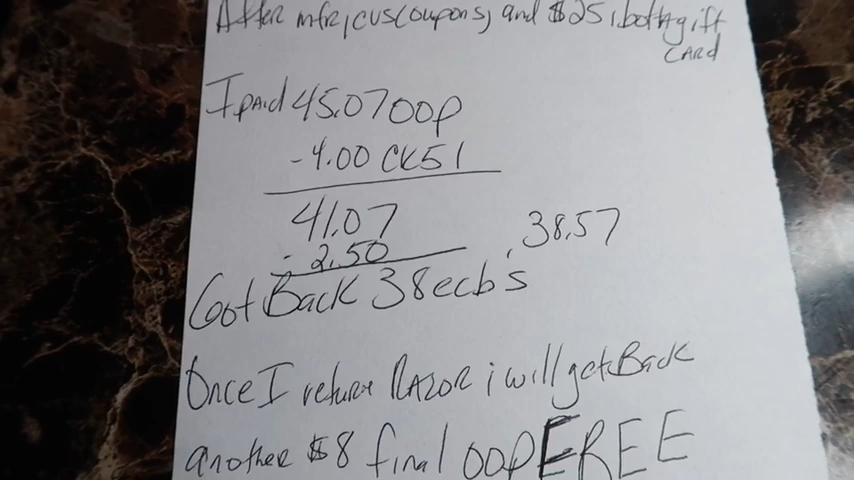 After mfr, CVS Coupons, and $25 both gift
CARD
I paid 45.07 OOP
-4.00 CK51
41.07
- 2.50
38.57
Got Back 38 ecb's
Once I return RAZOR i will get Back
another $8 final OOP FREE